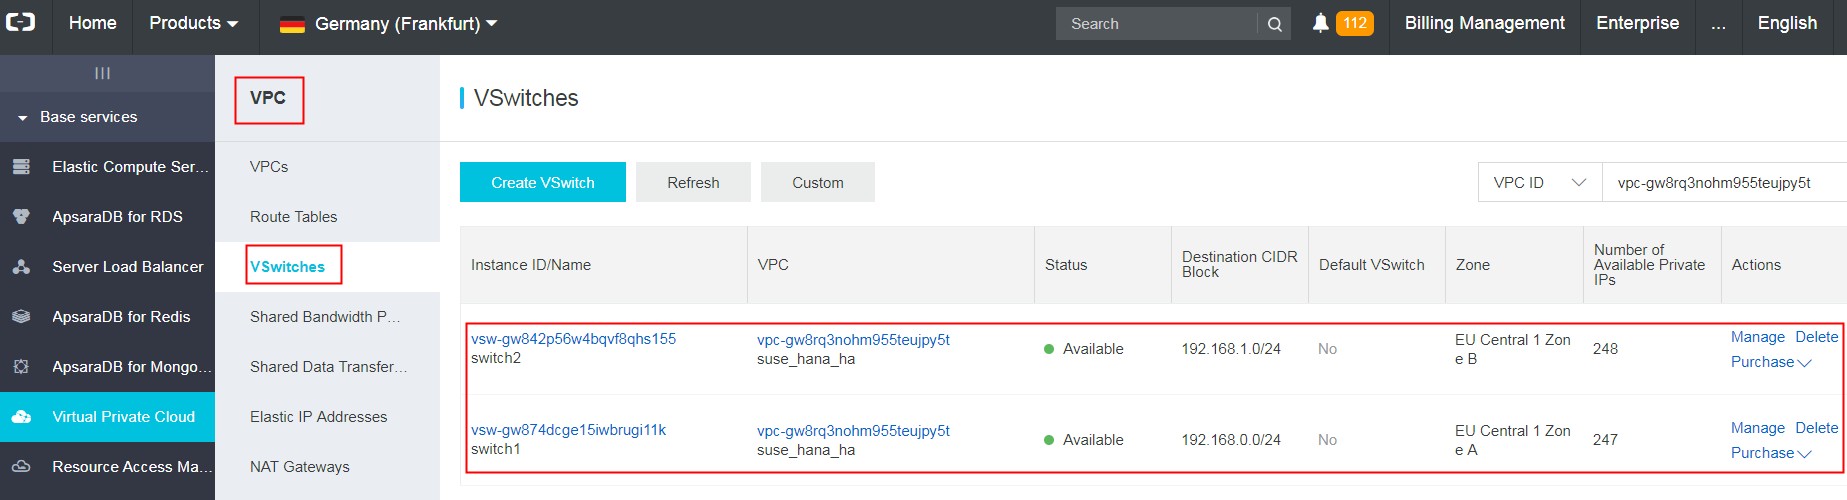 Home
Products
Germany (Frankfurt)
Search
112
Billing Management
Enterprise
...
English
Base services
Elastic Compute Ser...
ApsaraDB for RDS
Server Load Balancer
ApsaraDB for Redis
ApsaraDB for Mongo...
Virtual Private Cloud
Resource Access Ma...
VPC
VPCs
Route Tables
VSwitches
Shared Bandwidth P...
Shared Data Transfer...
Elastic IP Addresses
NAT Gateways
VSwitches
Create VSwitch
Refresh
Custom
VPC ID
vpc-gw8rq3nohm955teujpy5t
Instance ID/Name
VPC
Status
Destination CIDR
Block
Default VSwitch
Zone
Number of
Available Private
IPs
Actions
vsw-gw842p56w4bqvf8qhs155
switch2
vpc-gw8rq3nohm955teujpy5t
suse_hana_ha
Available
192.168.1.0/24
No
EU Central 1 Zon
e B
248
Manage Delete
Purchase
vsw-gw874dcge15iwbrugi11k
switch1
vpc-gw8rq3nohm955teujpy5t
suse_hana_ha
Available
192.168.0.0/24
No
EU Central 1 Zon
e A
247
Manage Delete
Purchase